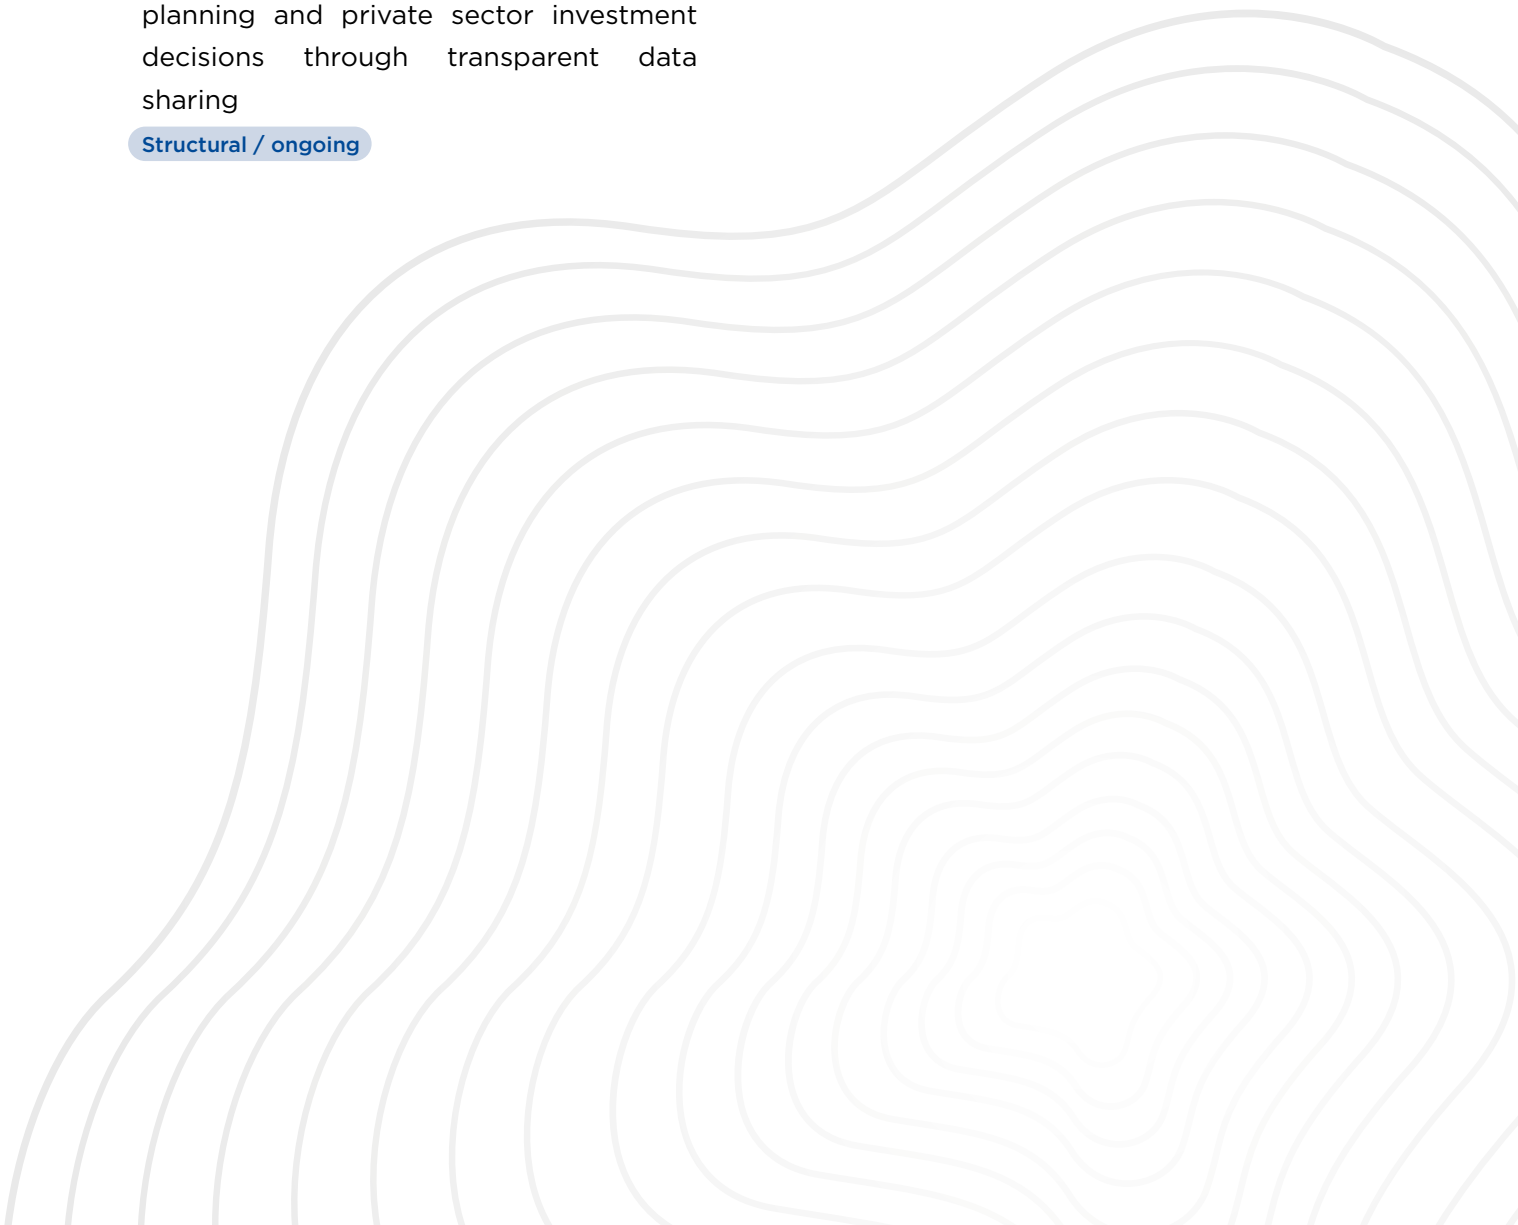 planning and private sector investment
decisions through transparent data
sharing
Structural / ongoing